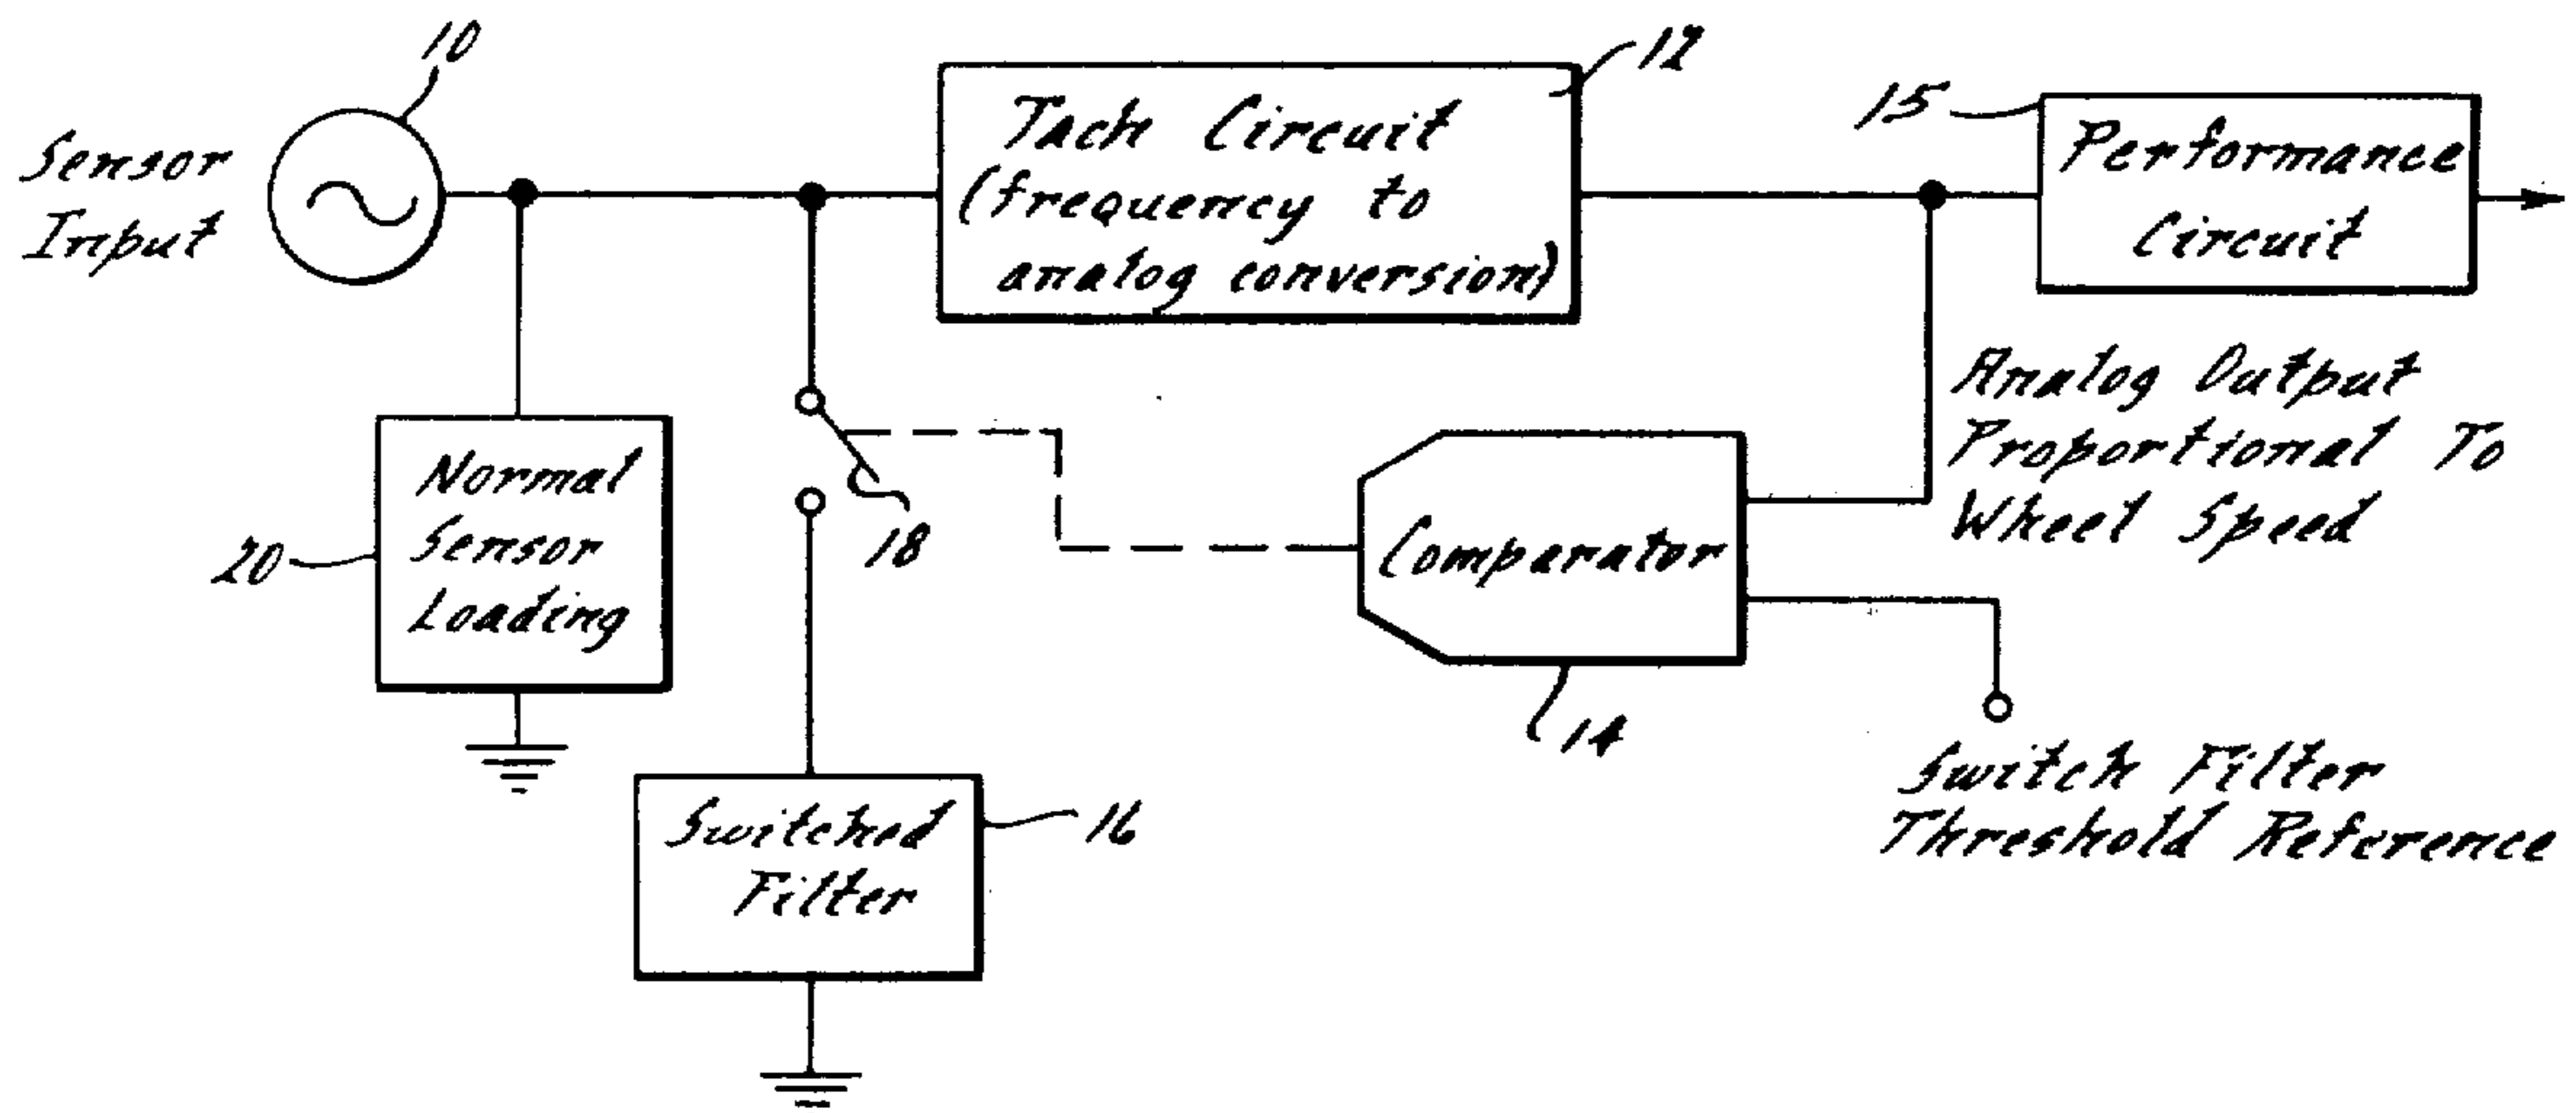 10
Sensor
Input
12
Tach Circuit
(frequency to
analog conversion)
15
Performance
Circuit
Analog Output
Proportional To
Wheel Speed
Normal
Sensor
Loading
20
18
Comparator
14
Switch Filter
Threshold Reference
Switched
Filter
16